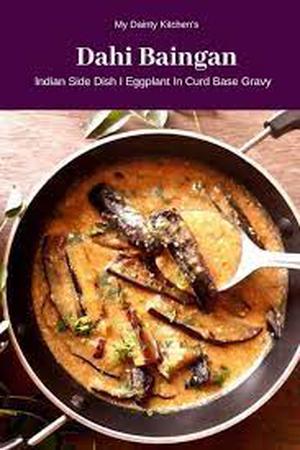 My Dainty Kitchen's
Dahi Baingan
Indian Side Dish I Eggplant In Curd Base Gravy